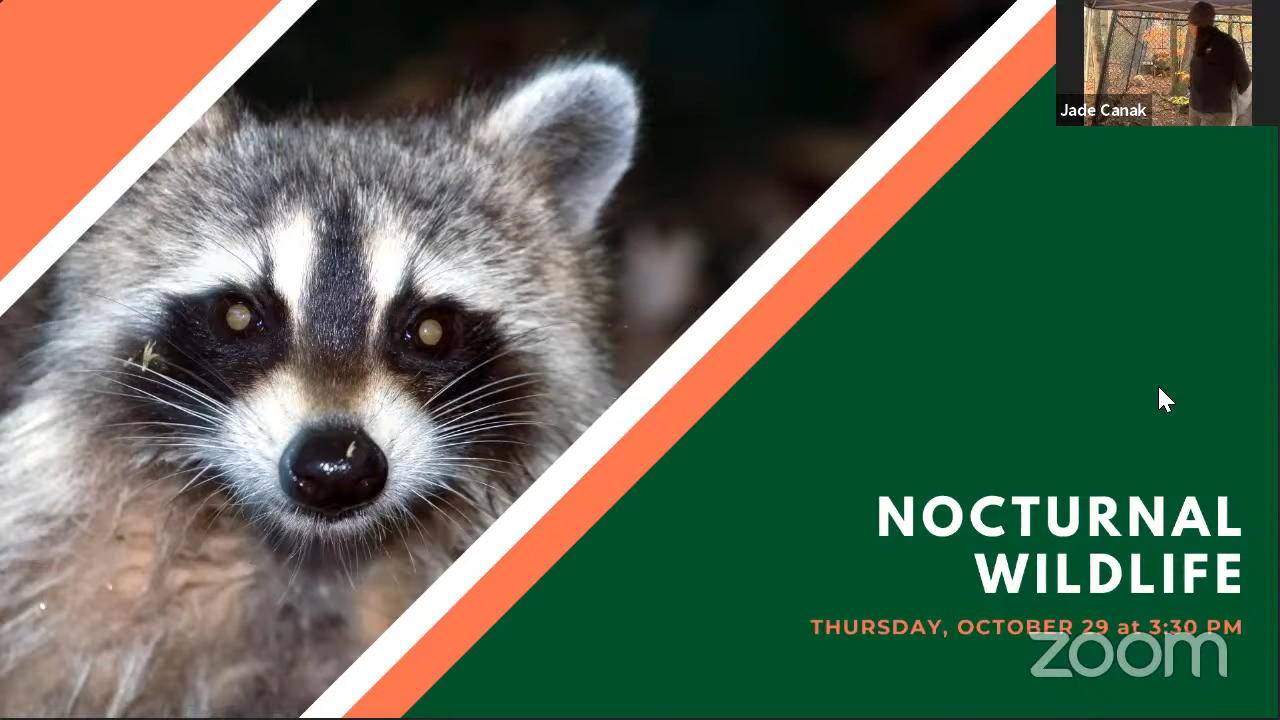 Jade Canak
NOCTURNAL
WILDLIFE
THURSDAY, OCTOBER 29 at 3:30 PM
zoom